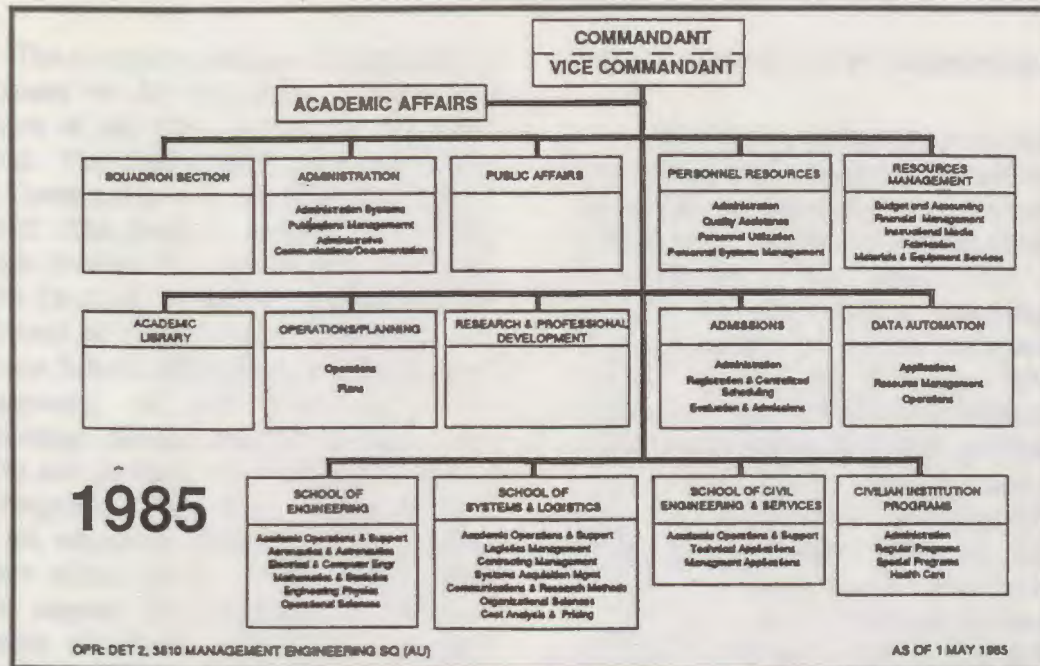 COMMANDANT
VICE COMMANDANT
ACADEMIC AFFAIRS
SQUADRON SECTION
ADMINISTRATION
Administration Systems
Publications Management
Administrative
Communications/Documentation
PUBLIC AFFAIRS
PERSONNEL RESOURCES
Administration
Quality Assistance
Personnel Utilization
Personnel Systems Management
RESOURCES
MANAGEMENT
Budget and Accounting
Financial Management
Instructional Media
Fabrication
Materials & Equipment Services
ACADEMIC
LIBRARY
OPERATIONS/PLANNING
Operations
Plans
RESEARCH & PROFESSIONAL
DEVELOPMENT
ADMISSIONS
Administration
Registration & Centralized
Scheduling
Evaluation & Admissions
DATA AUTOMATION
Applications
Resource Management
Operations
1985
SCHOOL OF
ENGINEERING
Academic Operations & Support
Aeronautics & Astronautics
Electrical & Computer Engr
Mathematics & Statistics
Engineering Physics
Operational Sciences
SCHOOL OF
SYSTEMS & LOGISTICS
Academic Operations & Support
Logistics Management
Contracting Management
Systems Acquisition Mgmt
Communications & Research Methods
Organizational Sciences
Cost Analysis & Pricing
SCHOOL OF CIVIL
ENGINEERING & SERVICES
Academic Operations & Support
Technical Applications
Managment Applications
CIVILIAN INSTITUTION
PROGRAMS
Administration
Regular Programs
Special Programs
Health Care
OPR: DET 2, 3810 MANAGEMENT ENGINEERING SQ (AU)
AS OF 1 MAY 1985